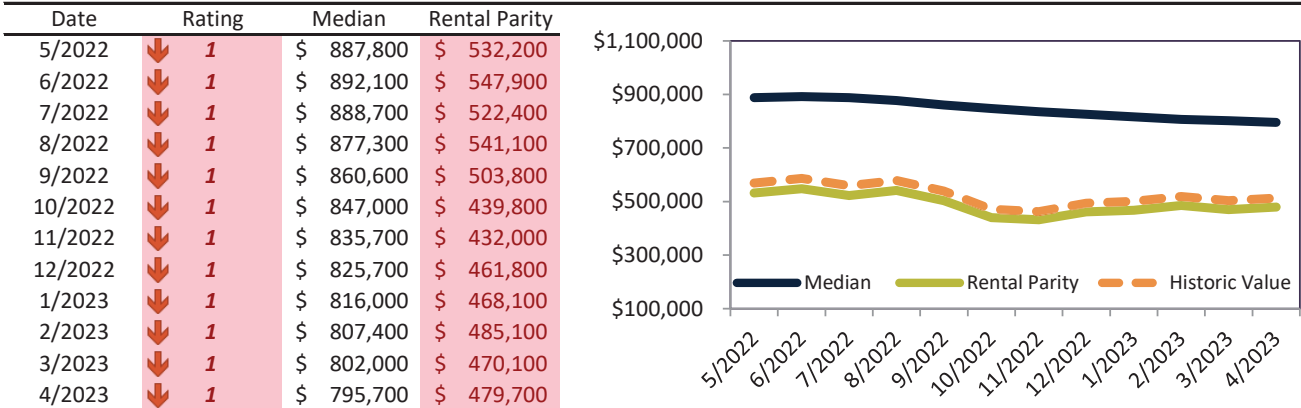 Date Rating Median Rental Parity
5/2022 1 $ 887,800 $ 532,200
6/2022 1 $ 892,100 $ 547,900
7/2022 1 $ 888,700 $ 522,400
8/2022 1 $ 877,300 $ 541,100
9/2022 1 $ 860,600 $ 503,800
10/2022 1 $ 847,000 $ 439,800
11/2022 1 $ 835,700 $ 432,000
12/2022 1 $ 825,700 $ 461,800
1/2023 1 $ 816,000 $ 468,100
2/2023 1 $ 807,400 $ 485,100
3/2023 1 $ 802,000 $ 470,100
4/2023 1 $ 795,700 $ 479,700
$1,100,000
$900,000
$700,000
$500,000
$300,000
$100,000
Median Rental Parity Historic Value
5/2022 6/2022 7/2022 8/2022 9/2022 10/2022 11/2022 12/2022 1/2023 2/2023 3/2023 4/2023